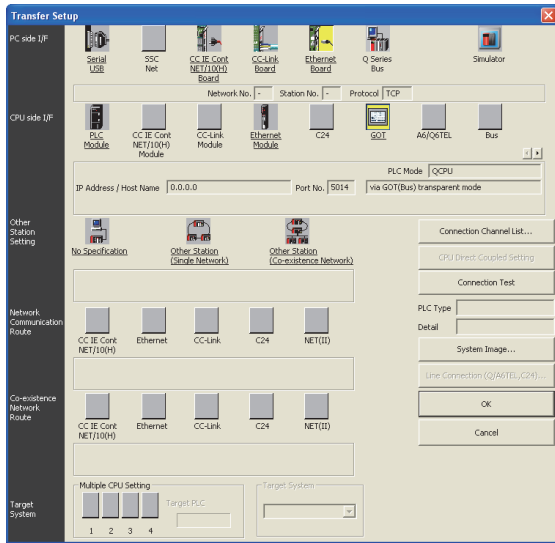 Transfer Setup
PC side I/F
Serial USB
SSC Net
CC IE Cont NET/10(H) Board
CC-Link Board
Ethernet Board
Q Series Bus
Simulator
Network No. - Station No. - Protocol TCP
CPU side I/F
PLC Module
CC IE Cont NET/10(H) Module
CC-Link Module
Ethernet Module
C24
GOT
A6/Q6TEL
Bus
PLC Mode QCPU
IP Address / Host Name 0.0.0.0 Port No. 5014 via GOT(Bus) transparent mode
Other Station Setting
No Specification
Other Station (Single Network)
Other Station (Co-existence Network)
Connection Channel List...
CPU Direct Coupled Setting
Connection Test
PLC Type
Detail
System Image...
Line Connection (Q/A6TEL,C24)...
OK
Cancel
Network Communication Route
CC IE Cont NET/10(H)
Ethernet
CC-Link
C24
NET(II)
Co-existence Network Route
CC IE Cont NET/10(H)
Ethernet
CC-Link
C24
NET(II)
Target System
Multiple CPU Setting
1 2 3 4
Target PLC
Target System